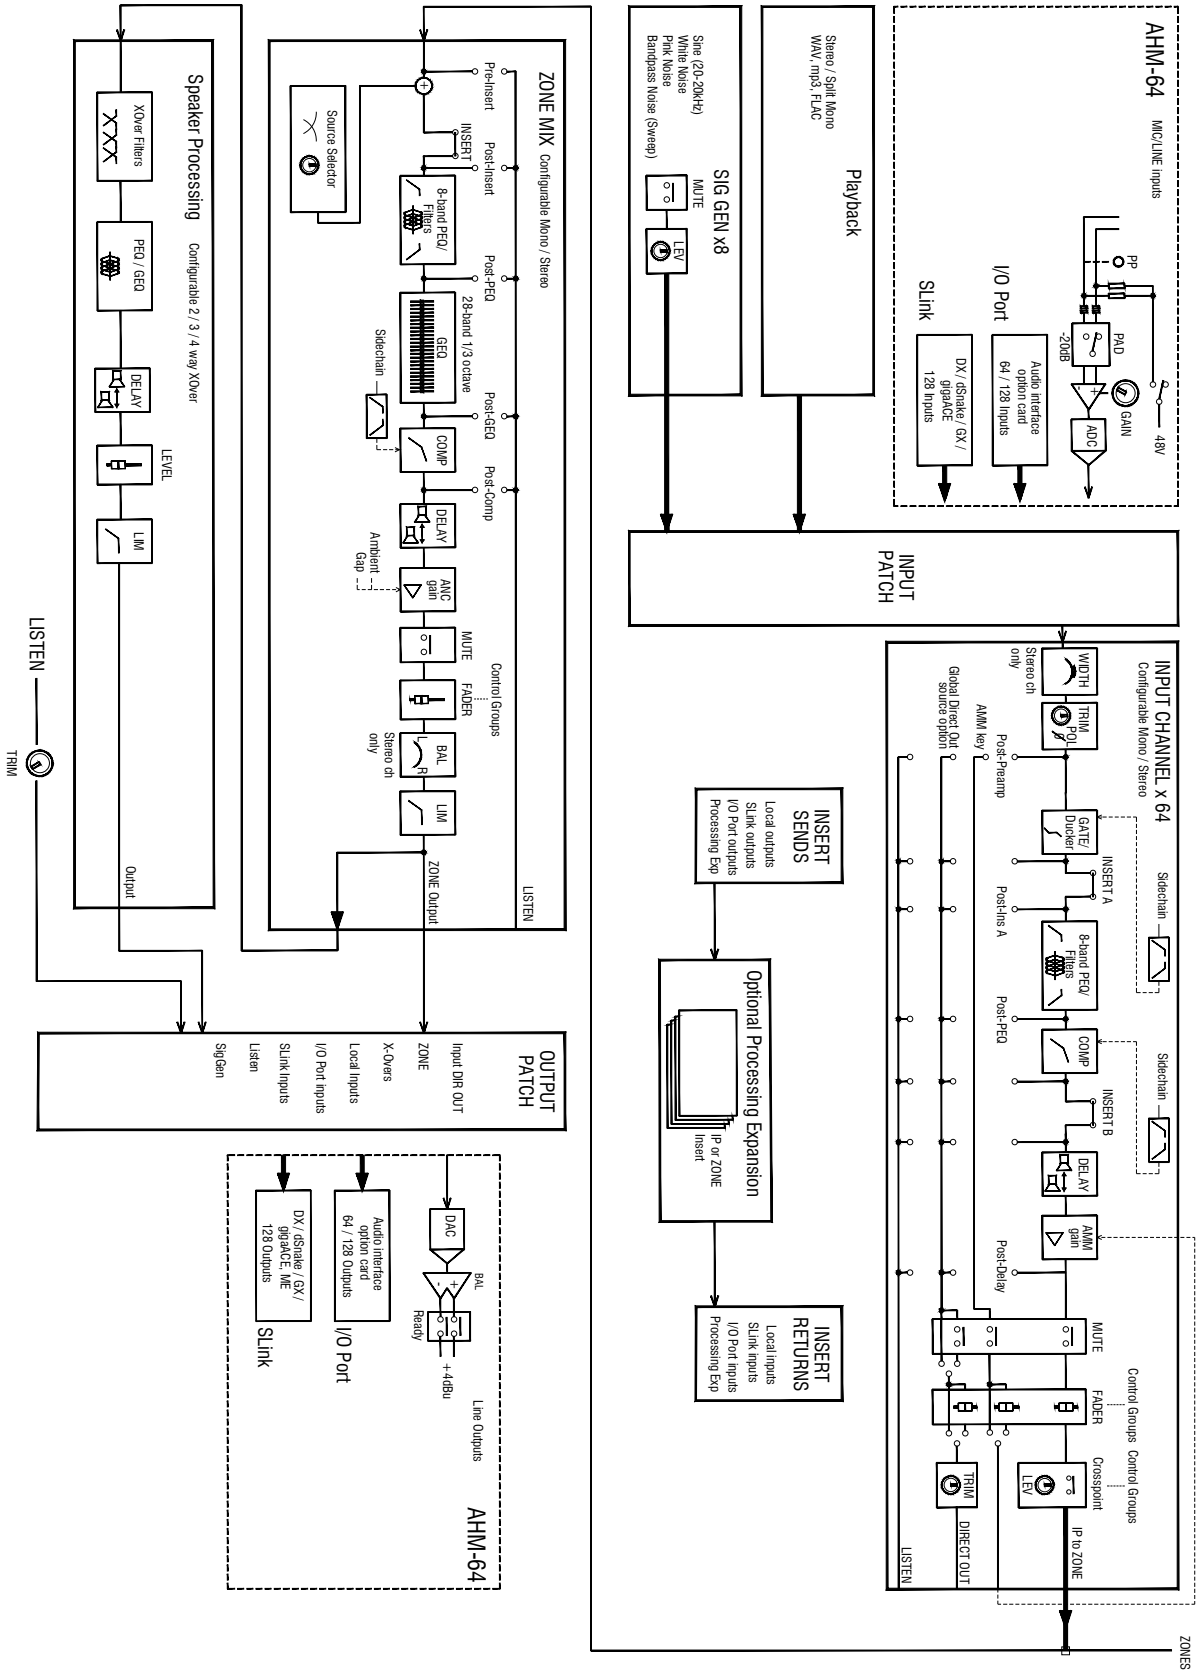 AHM-64
MIC/LINE inputs
PP
PAD
-20dB
GAIN
48V
ADC
I/O Port
Audio interface
option card
64 / 128 Inputs
SLink
DX / dSnake / GX /
gigaACE
128 Inputs
Playback
Stereo / Split Mono
WAV, mp3, FLAC
SIG GEN x8
Sine (20-20kHz)
White Noise
Pink Noise
Bandpass Noise (Sweep)
MUTE
LEV
INPUT
PATCH
INPUT CHANNEL x 64
Configurable Mono / Stereo
WIDTH
Stereo ch
only
TRIM
POL
Ø
Post-Preamp
AMM key
Global Direct Out
source option
GATE/
Ducker
INSERT A
Post-Ins A
Sidechain
8-band PEQ/
Filters
Post-PEQ
COMP
Sidechain
INSERT B
DELAY
AMM
gain
Post-Delay
MUTE
FADER
Control Groups
Crosspoint
Control Groups
LEV
IP to ZONE
TRIM
DIRECT OUT
LISTEN
ZONES
INSERT
SENDS
Local outputs
SLink outputs
I/O Port outputs
Processing Exp
Optional Processing Expansion
IP or ZONE
Insert
INSERT
RETURNS
Local inputs
SLink inputs
I/O Port inputs
Processing Exp
ZONE MIX Configurable Mono / Stereo
Pre-Insert
+
Source Selector
INSERT
Post-Insert
8-band PEQ/
Filters
Post-PEQ
28-band 1/3 octave
GEQ
Sidechain
Post-GEQ
COMP
Post-Comp
DELAY
Ambient
Gap
ANC
gain
MUTE
FADER
Control Groups
BAL
L
R
Stereo ch
only
LIM
ZONE Output
LISTEN
Speaker Processing Configurable 2 / 3 / 4 way XOver
XOver Filters
PEQ / GEQ
DELAY
LEVEL
LIM
Output
LISTEN
TRIM
OUTPUT
PATCH
Input DIR OUT
ZONE
X-Overs
Local Inputs
I/O Port inputs
SLink Inputs
Listen
SigGen
AHM-64
Line Outputs
DAC
BAL
+
-
Ready
+4dBu
I/O Port
Audio interface
option card
64 / 128 Outputs
SLink
DX / dSnake / GX /
gigaACE, ME
128 Outputs